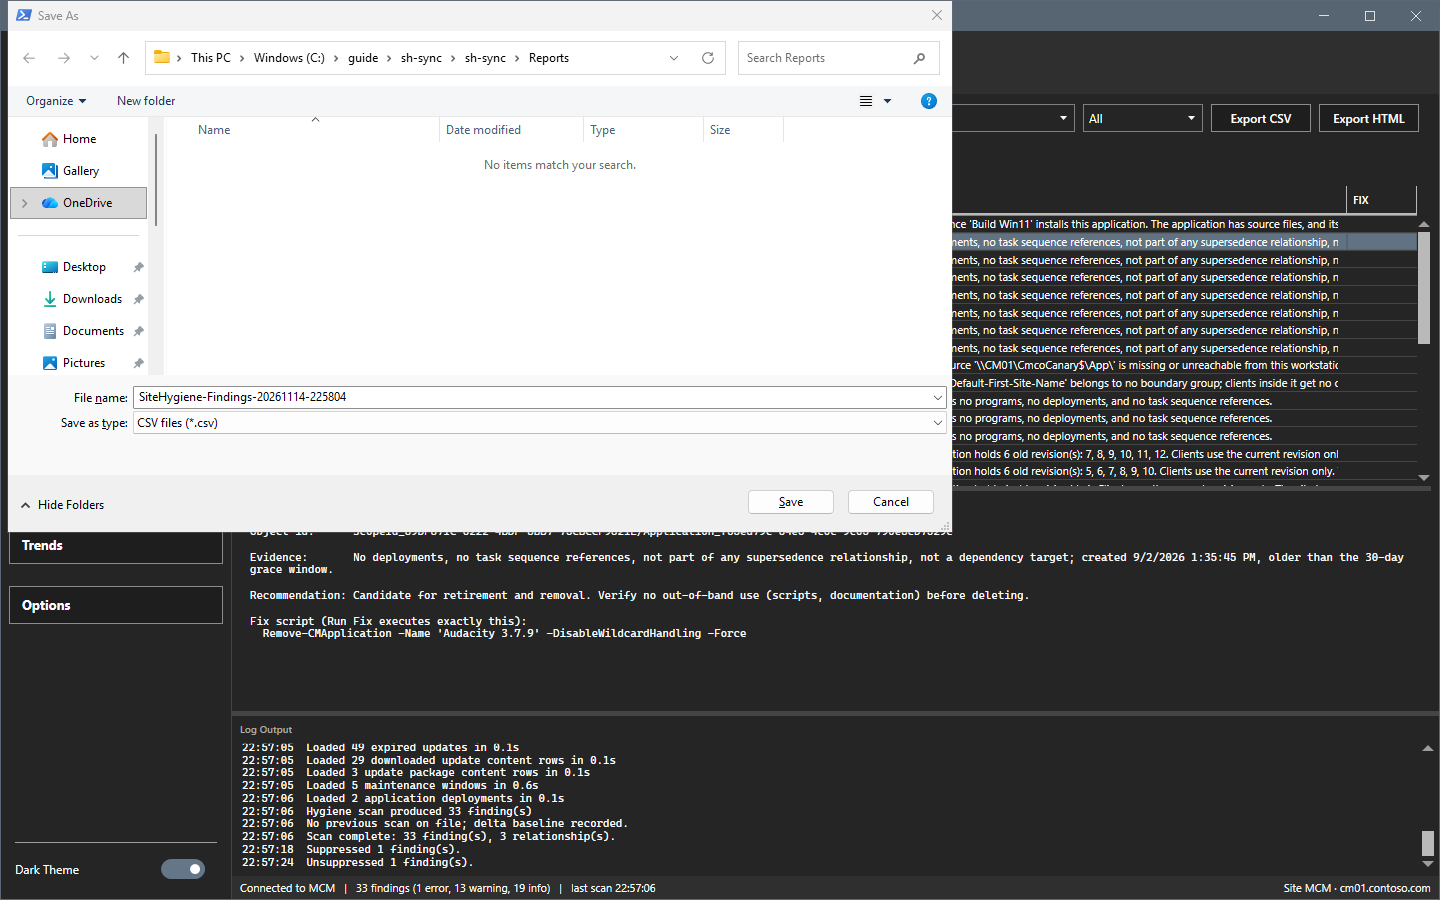 Save As
This PC > Windows (C:) > guide > sh-sync > sh-sync > Reports
Search Reports
Organize
New folder
Home
Gallery
OneDrive
Desktop
Downloads
Documents
Pictures
Name
Date modified
Type
Size
No items match your search.
File name: SiteHygiene-Findings-20261114-225804
Save as type: CSV files (*.csv)
Hide Folders
Save
Cancel
All
Export CSV
Export HTML
FIX
nce 'Build Win11' installs this application. The application has source files, and its
ments, no task sequence references, not part of any supersedence relationship, n
ments, no task sequence references, not part of any supersedence relationship, n
ments, no task sequence references, not part of any supersedence relationship, n
ments, no task sequence references, not part of any supersedence relationship, n
ments, no task sequence references, not part of any supersedence relationship, n
ments, no task sequence references, not part of any supersedence relationship, n
ments, no task sequence references, not part of any supersedence relationship, n
urce '\\CM01\CmcoCanary$\App\' is missing or unreachable from this workstatic
Default-First-Site-Name' belongs to no boundary group; clients inside it get no c
s no programs, no deployments, and no task sequence references.
s no programs, no deployments, and no task sequence references.
s no programs, no deployments, and no task sequence references.
tion holds 6 old revision(s): 7, 8, 9, 10, 11, 12. Clients use the current revision onl
tion holds 6 old revision(s): 5, 6, 7, 8, 9, 10. Clients use the current revision only.
Trends
Options
Dark Theme
Evidence: No deployments, no task sequence references, not part of any supersedence relationship, not a dependency target; created 9/2/2026 1:35:45 PM, older than the 30-day
grace window.
Recommendation: Candidate for retirement and removal. Verify no out-of-band use (scripts, documentation) before deleting.
Fix script (Run Fix executes exactly this):
Remove-CMApplication -Name 'Audacity 3.7.9' -DisableWildcardHandling -Force
Log Output
22:57:05 Loaded 49 expired updates in 0.1s
22:57:05 Loaded 29 downloaded update content rows in 0.1s
22:57:05 Loaded 3 update package content rows in 0.1s
22:57:05 Loaded 5 maintenance windows in 0.6s
22:57:06 Loaded 2 application deployments in 0.1s
22:57:06 Hygiene scan produced 33 finding(s)
22:57:06 No previous scan on file; delta baseline recorded.
22:57:06 Scan complete: 33 finding(s), 3 relationship(s).
22:57:18 Suppressed 1 finding(s).
22:57:24 Unsuppressed 1 finding(s).
Connected to MCM | 33 findings (1 error, 13 warning, 19 info) | last scan 22:57:06
Site MCM · cm01.contoso.com